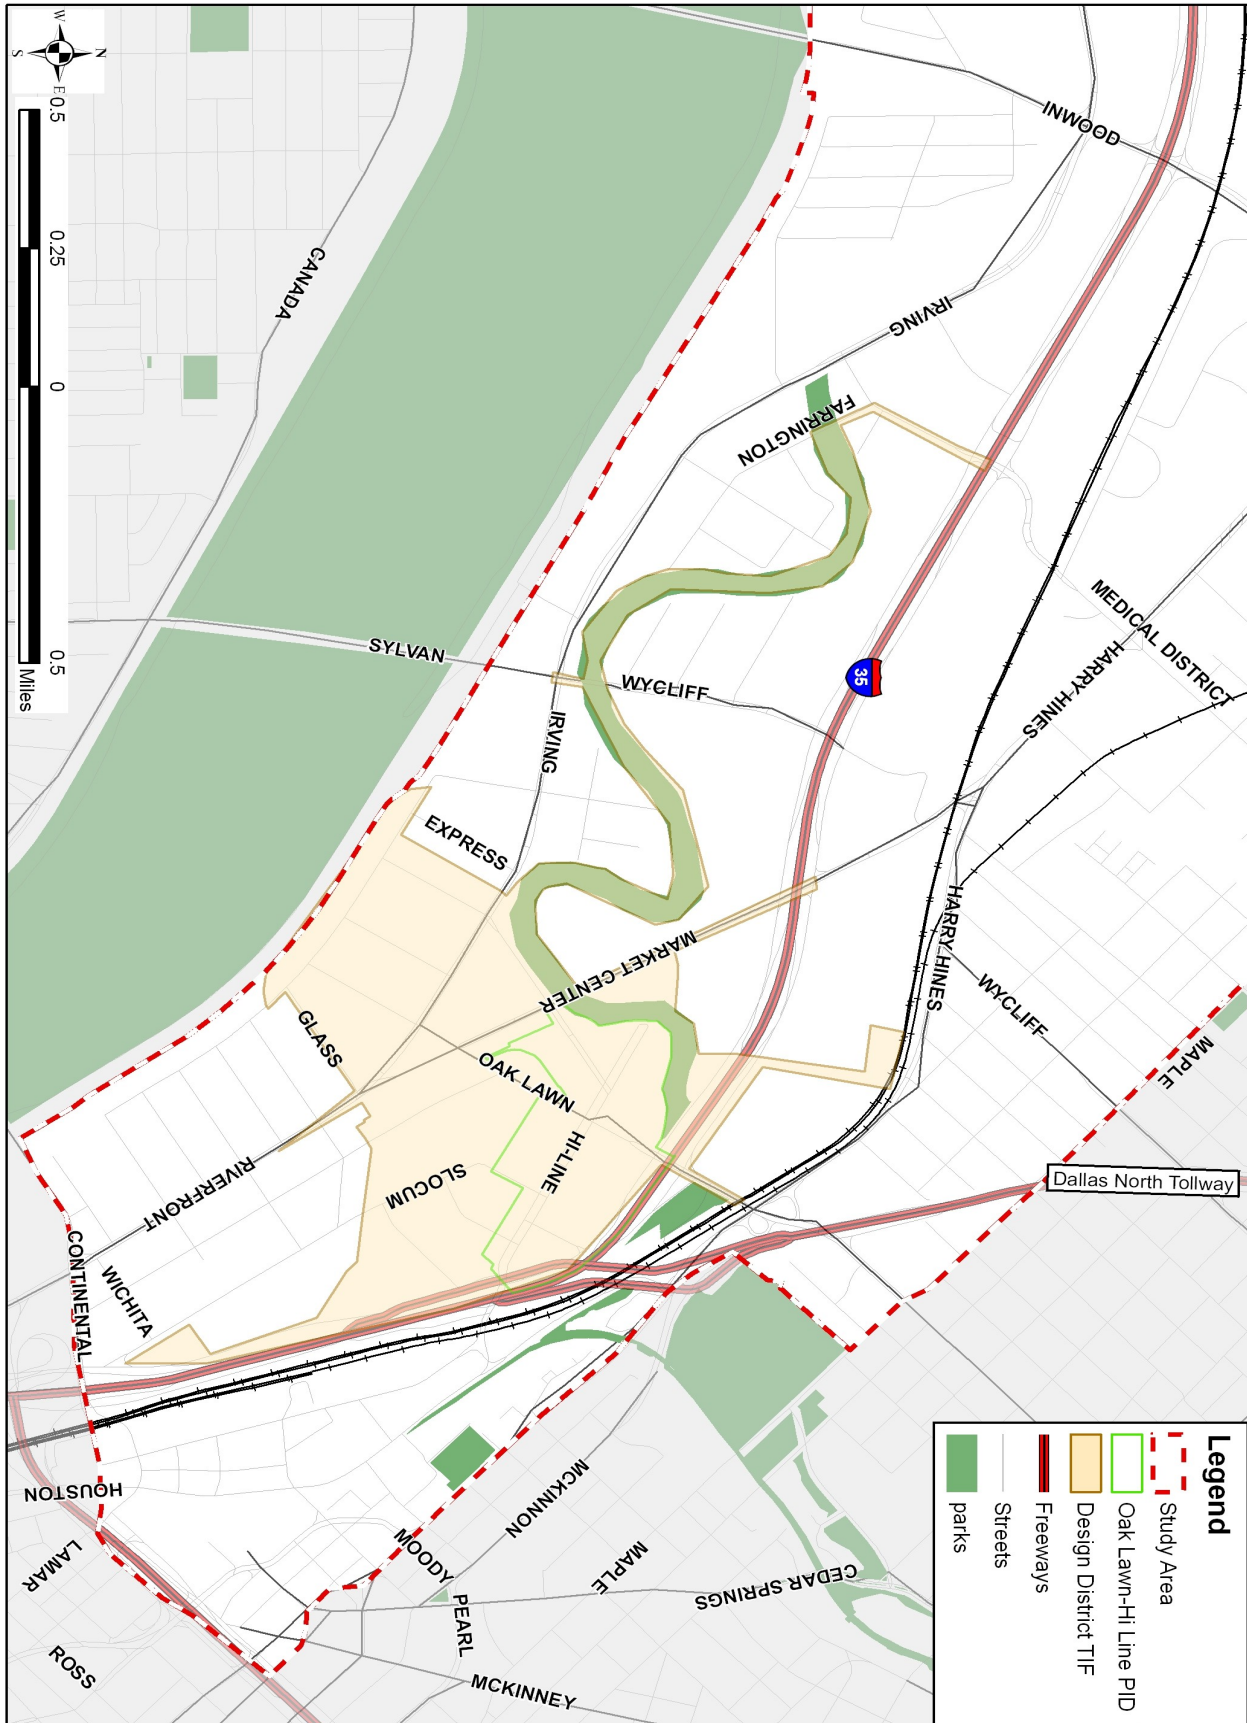 INWOOD
IRVING
FARRINGTON
CANADA
MEDICAL DISTRICT
HARRY HINES
35
SYLVAN
WYCLIFF
IRVING
EXPRESS
HARRY HINES
WYCLIFF
MAPLE
MARKET CENTER
GLASS
OAK LAWN
HI-LINE
SLOCUM
RIVERFRONT
WICHITA
CONTINENTAL
Dallas North Tollway
HOUSTON
LAMAR
ROSS
MOODY
PEARL
MCKINNON
MAPLE
MCKINNEY
CEDAR SPRINGS
N
W
E
S
0.5
0.25
0
0.5
Miles
Legend
Study Area
Oak Lawn-Hi Line PID
Design District TIF
Freeways
Streets
parks